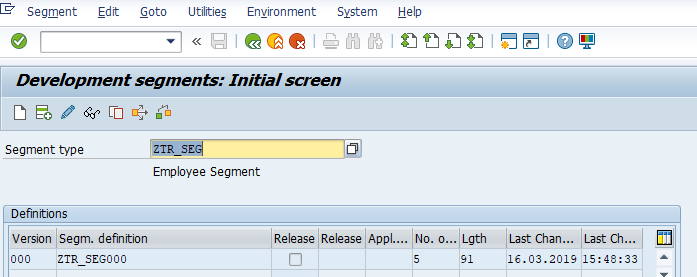 Segment Edit Goto Utilities Environment System Help
Development segments: Initial screen
Segment type ZTR_SEG
Employee Segment
Definitions
Version Segm. definition Release Release Appl.... No. o... Lgth Last Chan... Last Ch...
000 ZTR_SEG000 5 91 16.03.2019 15:48:33